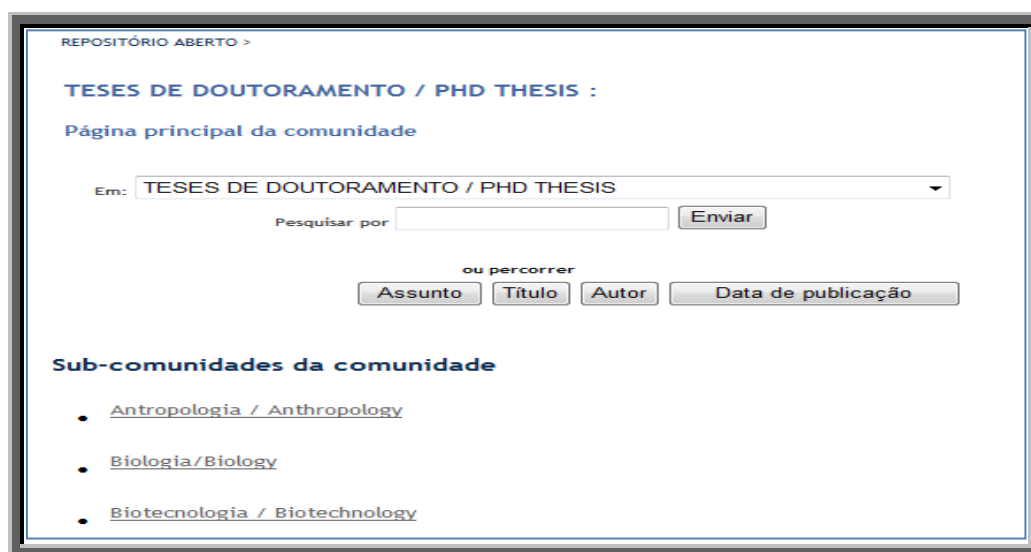 REPOSITÓRIO ABERTO >
TESES DE DOUTORAMENTO / PHD THESIS :
Página principal da comunidade
Em: TESES DE DOUTORAMENTO / PHD THESIS
Pesquisar por Enviar
ou percorrer
Assunto Título Autor Data de publicação
Sub-comunidades da comunidade
• Antropologia / Anthropology
• Biologia/Biology
• Biotecnologia / Biotechnology